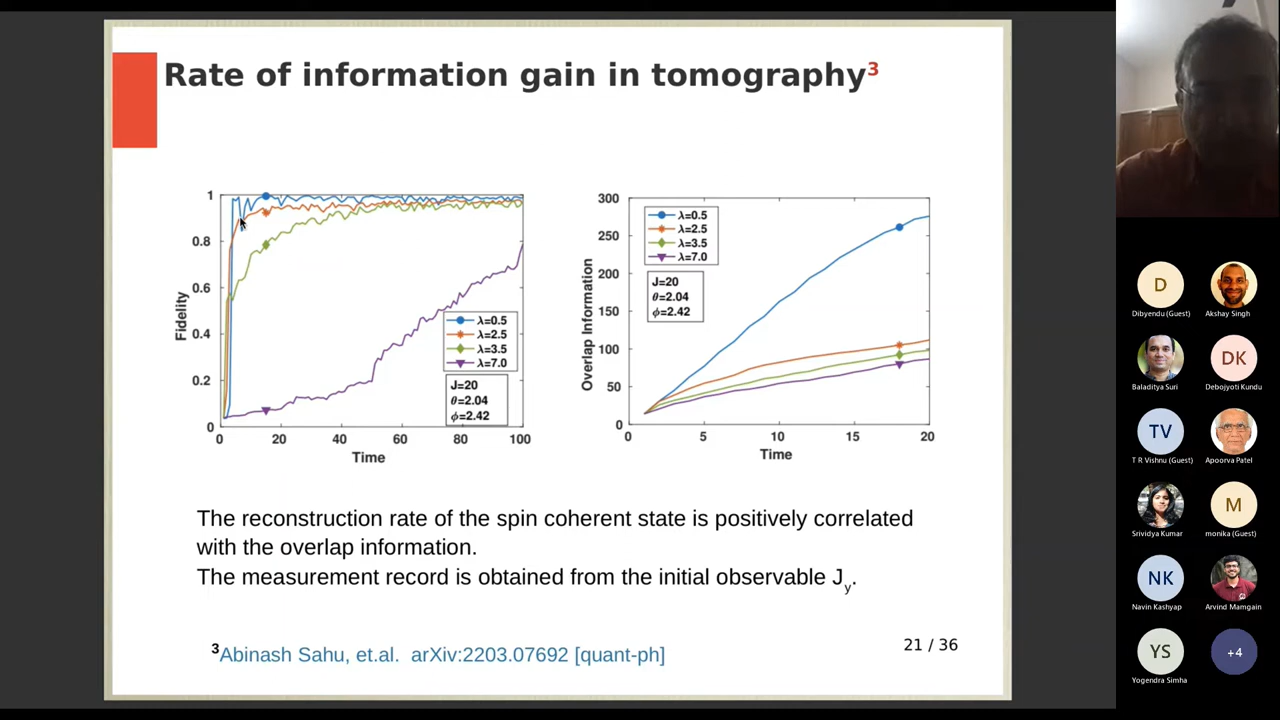 Rate of information gain in tomography³
1
0.8
0.6
0.4
0.2
0
Fidelity
0 20 40 60 80 100
Time
λ=0.5
λ=2.5
λ=3.5
λ=7.0
J=20
θ=2.04
ϕ=2.42
300
250
200
150
100
50
0
Overlap Information
0 5 10 15 20
Time
λ=0.5
λ=2.5
λ=3.5
λ=7.0
J=20
θ=2.04
ϕ=2.42
The reconstruction rate of the spin coherent state is positively correlated
with the overlap information.
The measurement record is obtained from the initial observable Jy.
³Abinash Sahu, et.al. arXiv:2203.07692 [quant-ph]
21 / 36
D
Dibyendu (Guest)
Akshay Singh
Baladitya Suri
DK
Debojyoti Kundu
TV
T R Vishnu (Guest)
Apoorva Patel
Srividya Kumar
M
monika (Guest)
NK
Navin Kashyap
Arvind Mamgain
YS
Yogendra Simha
+4